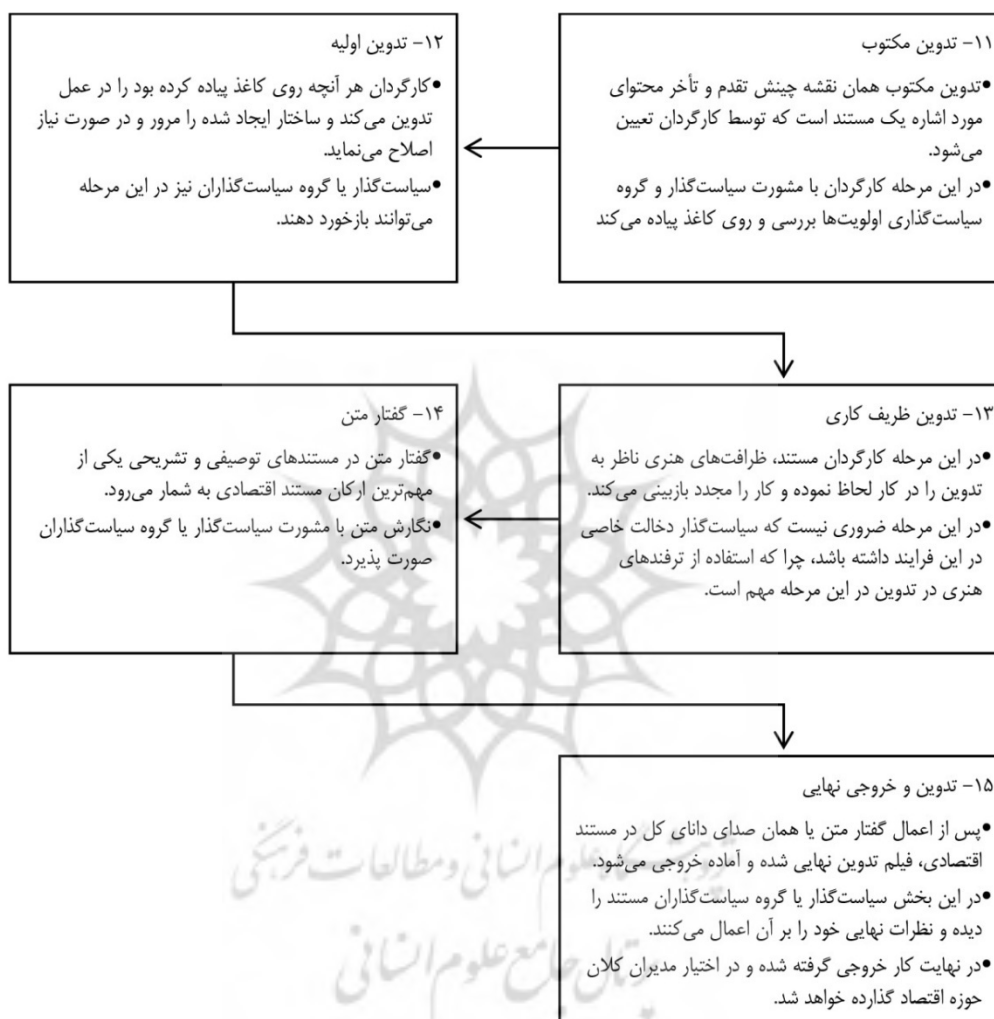 ۱۱- تدوین مکتوب
•تدوین مکتوب همان نقشه چینش تقدم و تأخر محتوای
مورد اشاره یک مستند است که توسط کارگردان تعیین
می‌شود.
•در این مرحله کارگردان با مشورت سیاست‌گذار و گروه
سیاست‌گذاری اولویت‌ها بررسی و روی کاغذ پیاده می‌کند
۱۲- تدوین اولیه
•کارگردان هر آنچه روی کاغذ پیاده کرده بود را در عمل
تدوین می‌کند و ساختار ایجاد شده را مرور و در صورت نیاز
اصلاح می‌نماید.
•سیاست‌گذار یا گروه سیاست‌گذاران نیز در این مرحله
می‌توانند بازخورد دهند.
۱۳- تدوین ظریف کاری
•در این مرحله کارگردان مستند، ظرافت‌های هنری ناظر به
تدوین را در کار لحاظ نموده و کار را مجدد بازبینی می‌کند.
•در این مرحله ضروری نیست که سیاست‌گذار دخالت خاصی
در این فرایند داشته باشد، چرا که استفاده از ترفندهای
هنری در تدوین در این مرحله مهم است.
۱۴- گفتار متن
•گفتار متن در مستندهای توصیفی و تشریحی یکی از
مهم‌ترین ارکان مستند اقتصادی به شمار می‌رود.
•نگارش متن با مشورت سیاست‌گذار یا گروه سیاست‌گذاران
صورت پذیرد.
۱۵- تدوین و خروجی نهایی
•پس از اعمال گفتار متن یا همان صدای دانای کل در مستند
اقتصادی، فیلم تدوین نهایی شده و آماده خروجی می‌شود.
•در این بخش سیاست‌گذار یا گروه سیاست‌گذاران مستند را
دیده و نظرات نهایی خود را بر آن اعمال می‌کنند.
•در نهایت کار خروجی گرفته شده و در اختیار مدیران کلان
حوزه اقتصاد گذارده خواهد شد.
پژوهشگاه علوم انسانی و مطالعات فرهنگی
پرتال جامع علوم انسانی